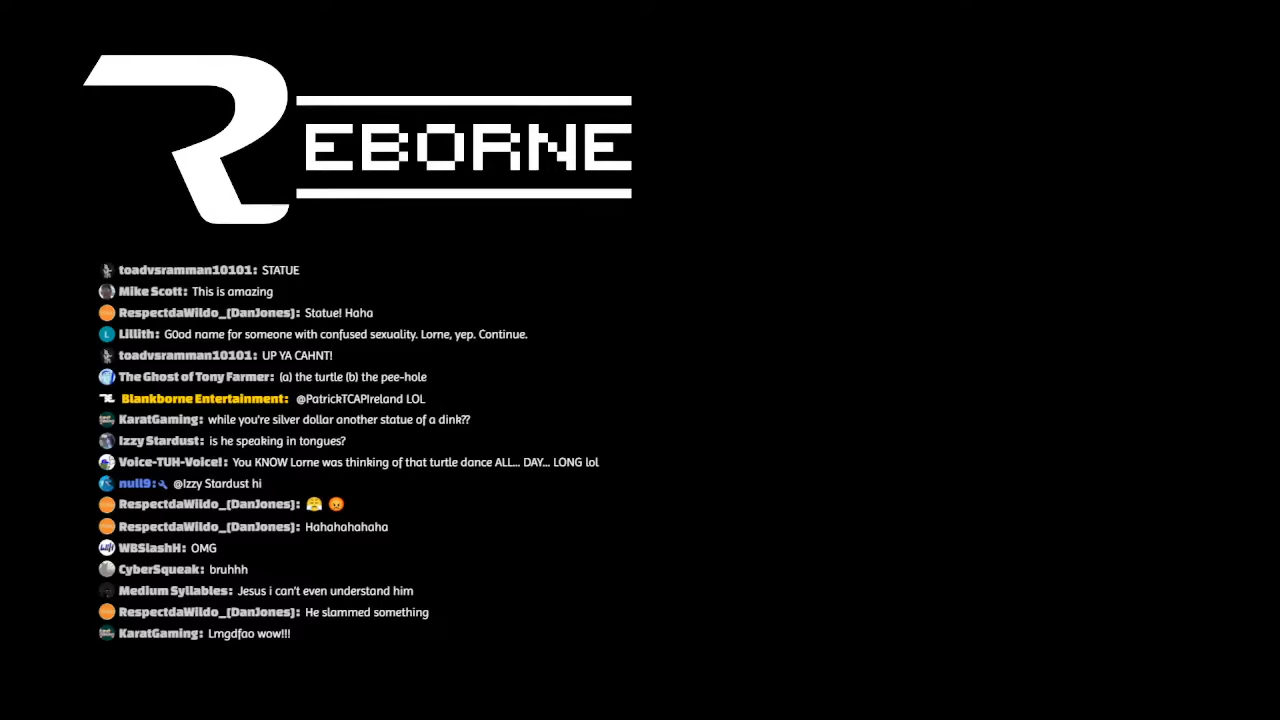 REBORNE
toadvsramman10101: STATUE
Mike Scott: This is amazing
RespectdaWildo_(DanJones): Statue! Haha
Lillith: G0od name for someone with confused sexuality. Lorne, yep. Continue.
toadvsramman10101: UP YA CAHNT!
The Ghost of Tony Farmer: (a) the turtle (b) the pee-hole
Blankborne Entertainment: @PatrickTCAPIreland LOL
KaratGaming: while you're silver dollar another statue of a dink??
Izzy Stardust: is he speaking in tongues?
Voice-TUH-Voice!: You KNOW Lorne was thinking of that turtle dance ALL... DAY... LONG lol
null9: @Izzy Stardust hi
RespectdaWildo_(DanJones): 😤 😡
RespectdaWildo_(DanJones): Hahahahahaha
WBSlashH: OMG
CyberSqueak: bruhhh
Medium Syllables: Jesus i can't even understand him
RespectdaWildo_(DanJones): He slammed something
KaratGaming: Lmgdfao wow!!!